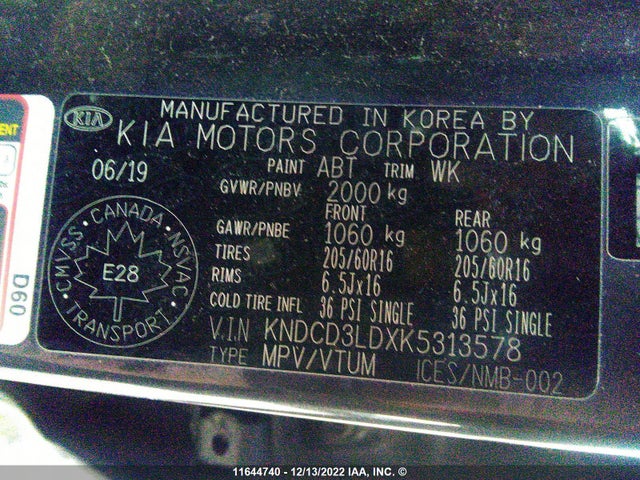 KIA
MANUFACTURED IN KOREA BY
KIA MOTORS CORPORATION
06/19
PAINT ABT TRIM WK
GVWR/PNBV 2000 kg
FRONT REAR
GAWR/PNBE 1060 kg 1060 kg
TIRES 205/60R16 205/60R16
RIMS 6.5Jx16 6.5Jx16
COLD TIRE INFL 36 PSI SINGLE 36 PSI SINGLE
V.I.N KNDCD3LDXK5313578
TYPE MPV/VTUM ICES/NMB-002
CMVSS · CANADA · NSVAC
E28
· TRANSPORT ·
D60
11644740 - 12/13/2022 IAA, INC. ©